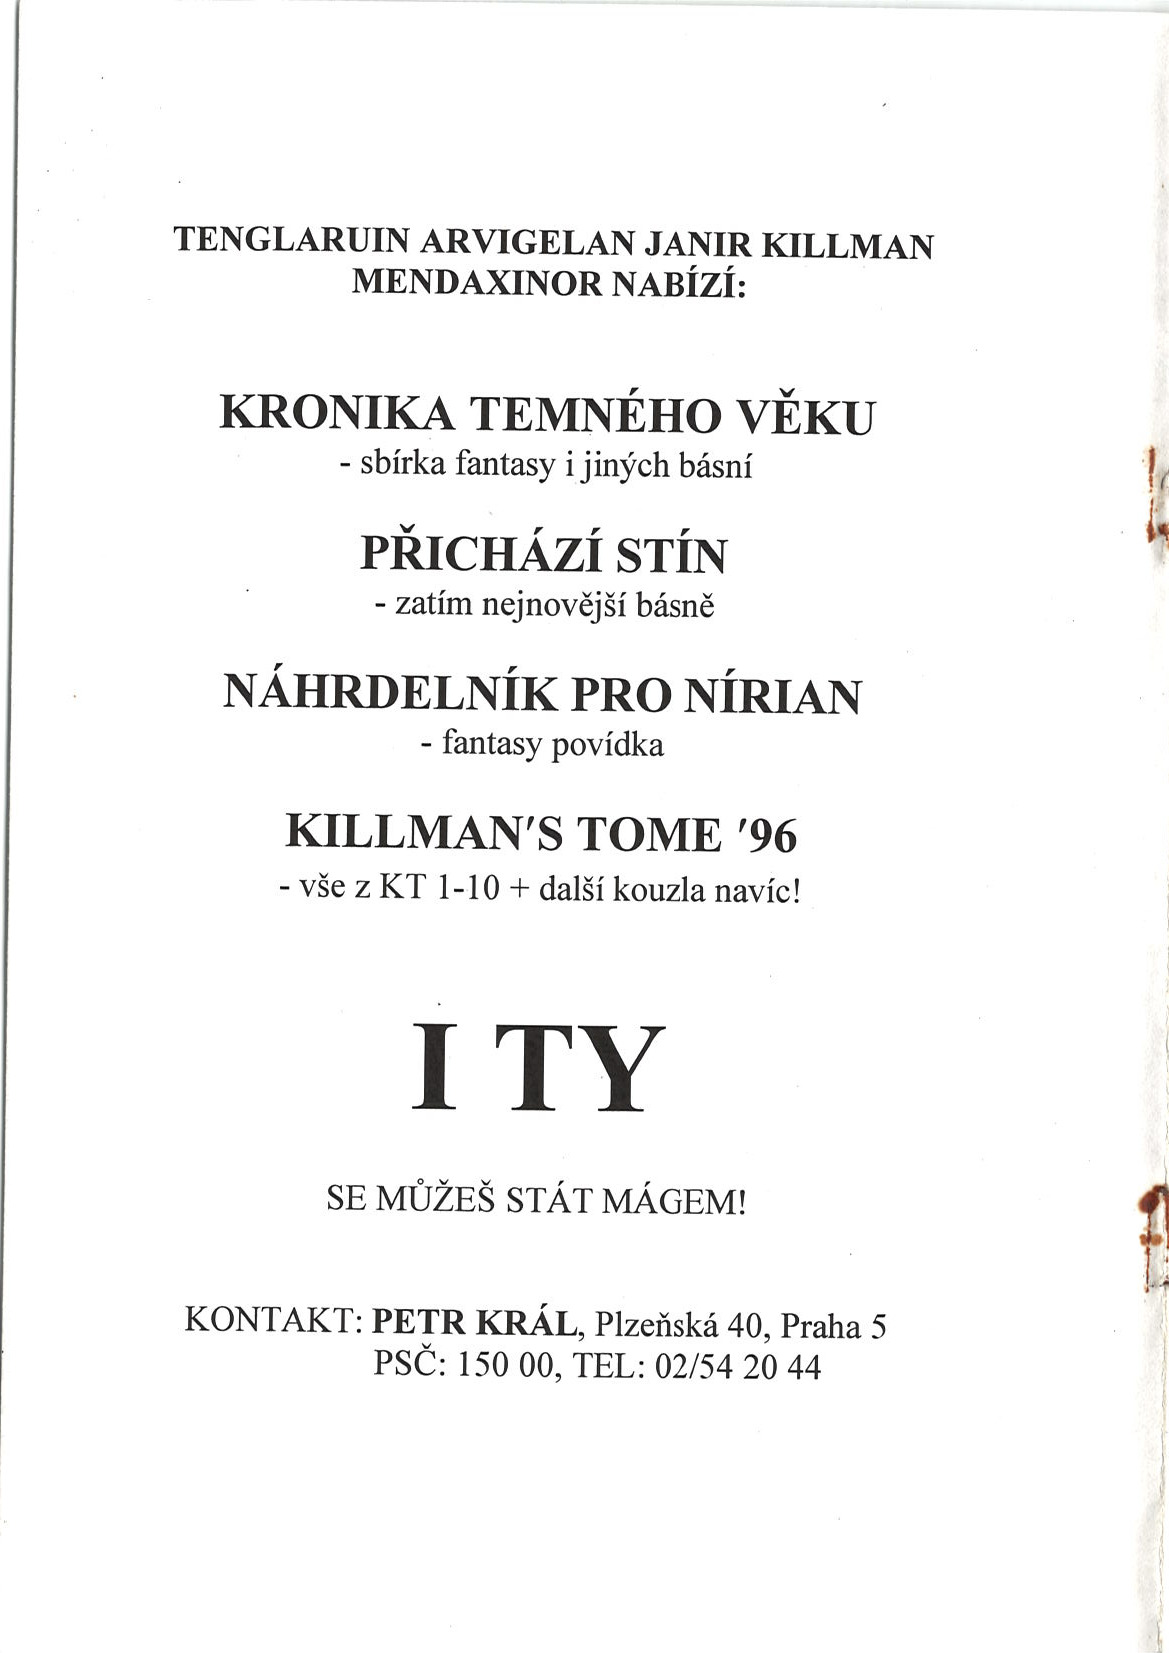 TENGLARUIN ARVIGELAN JANIR KILLMAN
MENDAXINOR NABÍZÍ:
KRONIKA TEMNÉHO VĚKU
- sbírka fantasy i jiných básní
PŘICHÁZÍ STÍN
- zatím nejnovější básně
NÁHRDELNÍK PRO NÍRIAN
- fantasy povídka
KILLMAN'S TOME '96
- vše z KT 1-10 + další kouzla navíc!
I TY
SE MŮŽEŠ STÁT MÁGEM!
KONTAKT: PETR KRÁL, Plzeňská 40, Praha 5
PSČ: 150 00, TEL: 02/54 20 44